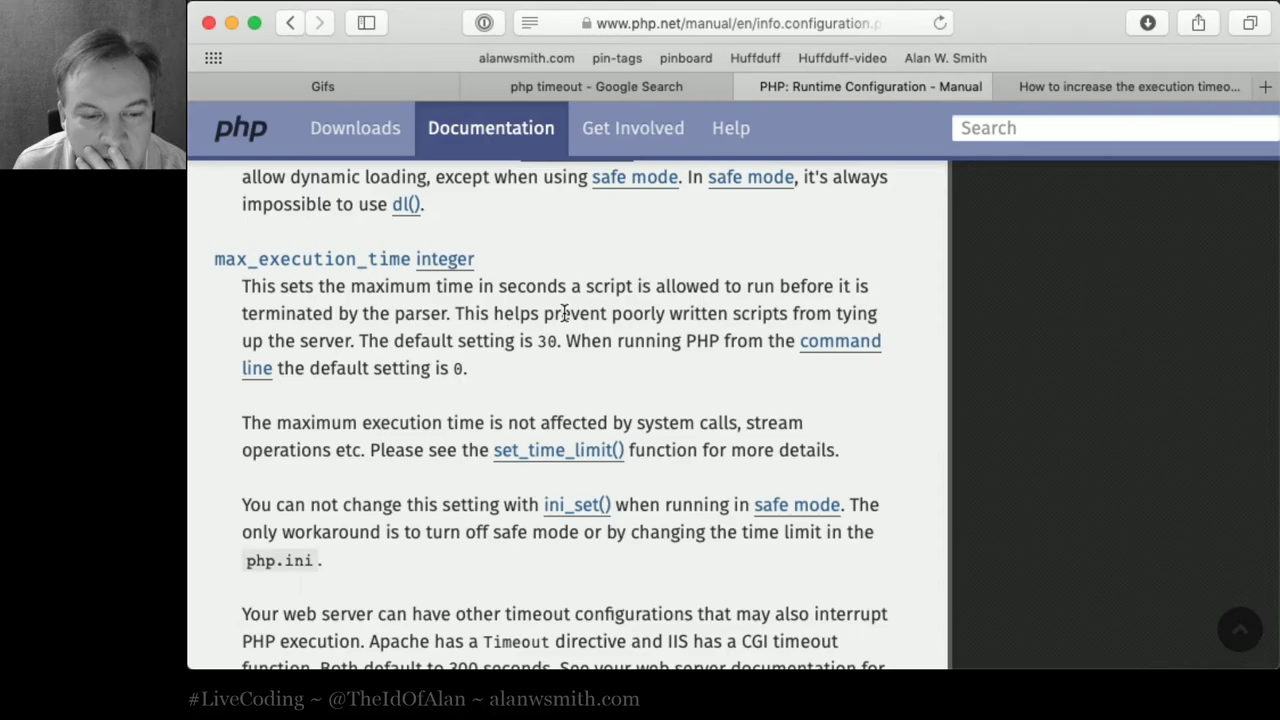 www.php.net/manual/en/info.configuration.p
alanwsmith.com pin-tags pinboard Huffduff Huffduff-video Alan W. Smith
Gifs php timeout - Google Search PHP: Runtime Configuration - Manual How to increase the execution timeo...
php Downloads Documentation Get Involved Help Search
allow dynamic loading, except when using safe mode. In safe mode, it's always
impossible to use dl().
max_execution_time integer
This sets the maximum time in seconds a script is allowed to run before it is
terminated by the parser. This helps prevent poorly written scripts from tying
up the server. The default setting is 30. When running PHP from the command
line the default setting is 0.
The maximum execution time is not affected by system calls, stream
operations etc. Please see the set_time_limit() function for more details.
You can not change this setting with ini_set() when running in safe mode. The
only workaround is to turn off safe mode or by changing the time limit in the
php.ini.
Your web server can have other timeout configurations that may also interrupt
PHP execution. Apache has a Timeout directive and IIS has a CGI timeout
function. Both default to 300 seconds. See your web server documentation for
#LiveCoding ~ @TheIdOfAlan ~ alanwsmith.com